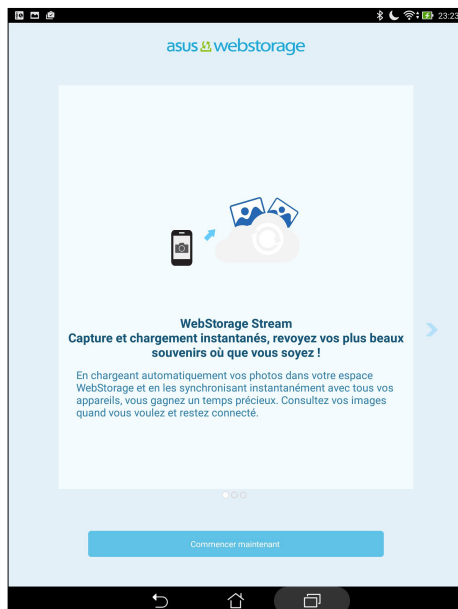 23:23
asus webstorage
WebStorage Stream
Capture et chargement instantanés, revoyez vos plus beaux
souvenirs où que vous soyez !
En chargeant automatiquement vos photos dans votre espace
WebStorage et en les synchronisant instantanément avec tous vos
appareils, vous gagnez un temps précieux. Consultez vos images
quand vous voulez et restez connecté.
Commencer maintenant